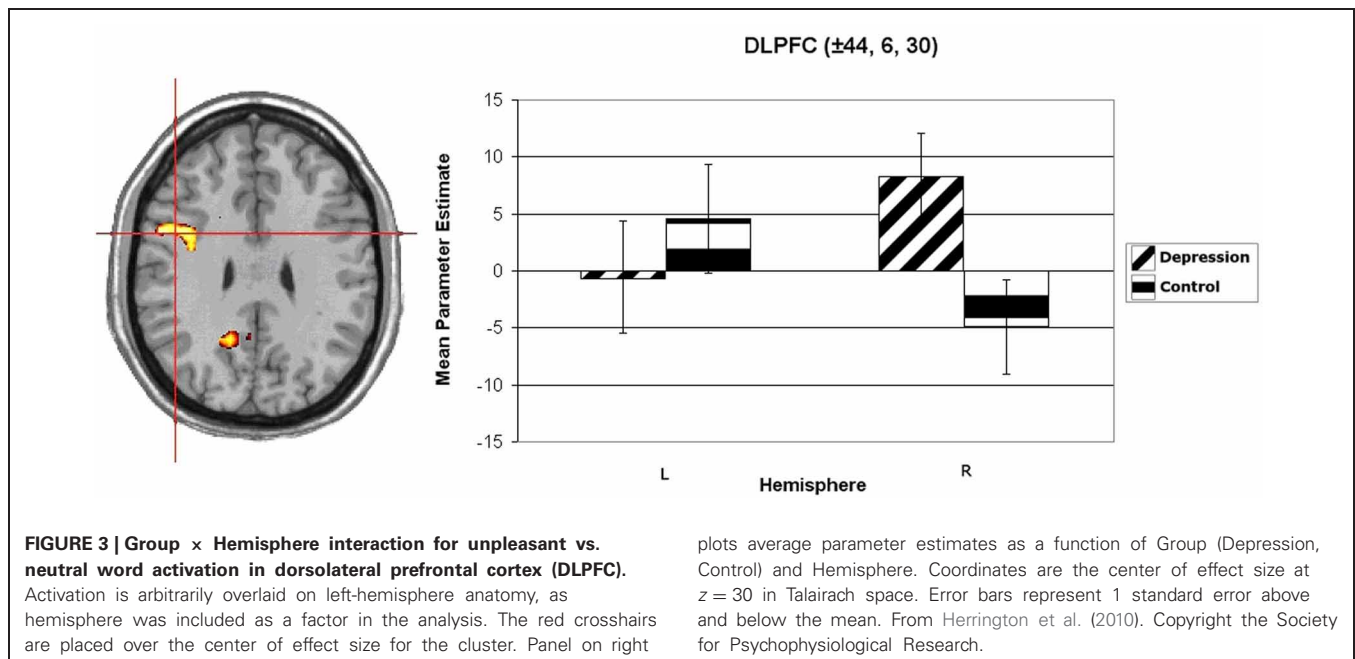 DLPFC (±44, 6, 30)
Mean Parameter Estimate
15
10
5
0
-5
-10
-15
L
R
Hemisphere
Depression
Control
FIGURE 3 | Group × Hemisphere interaction for unpleasant vs.
neutral word activation in dorsolateral prefrontal cortex (DLPFC).
Activation is arbitrarily overlaid on left-hemisphere anatomy, as
hemisphere was included as a factor in the analysis. The red crosshairs
are placed over the center of effect size for the cluster. Panel on right
plots average parameter estimates as a function of Group (Depression,
Control) and Hemisphere. Coordinates are the center of effect size at
z = 30 in Talairach space. Error bars represent 1 standard error above
and below the mean. From Herrington et al. (2010). Copyright the Society
for Psychophysiological Research.